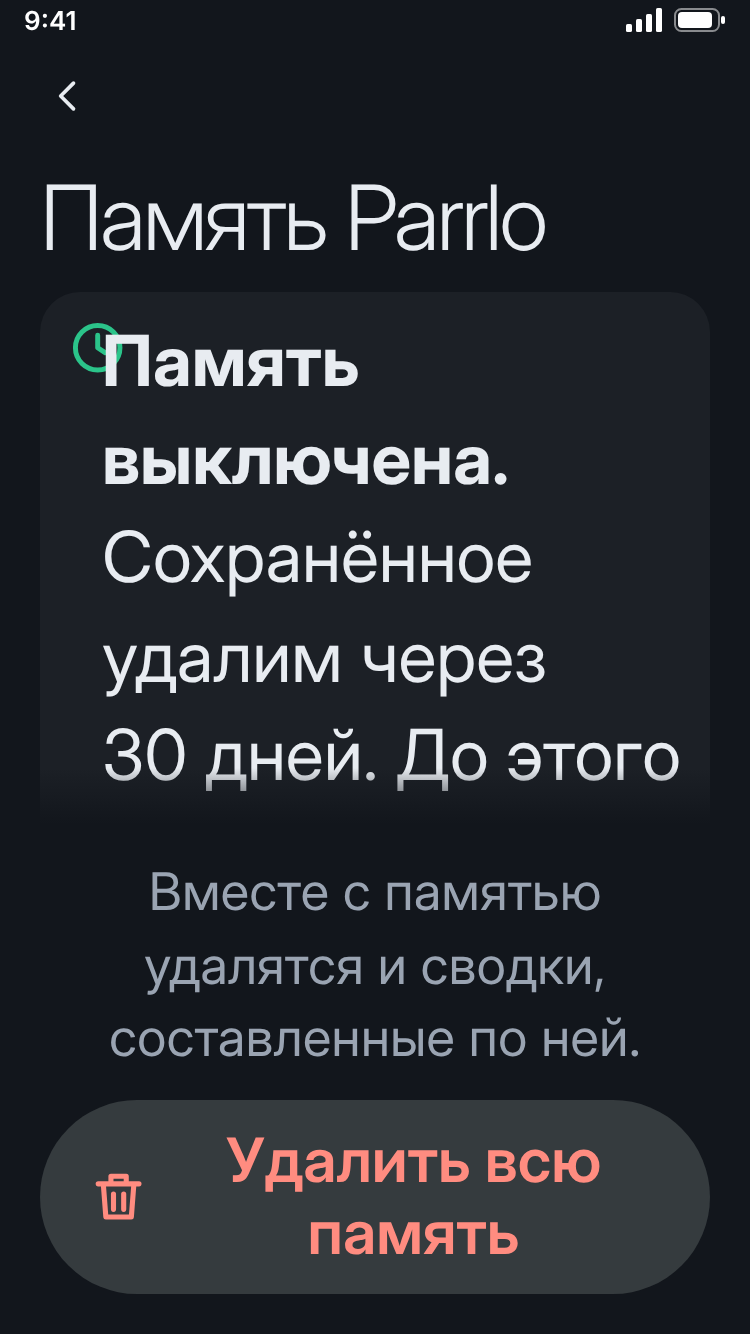 9:41
Память Parrlo
Память
выключена.
Сохранённое
удалим через
30 дней. До этого
Вместе с памятью
удалятся и сводки,
составленные по ней.
Удалить всю
память